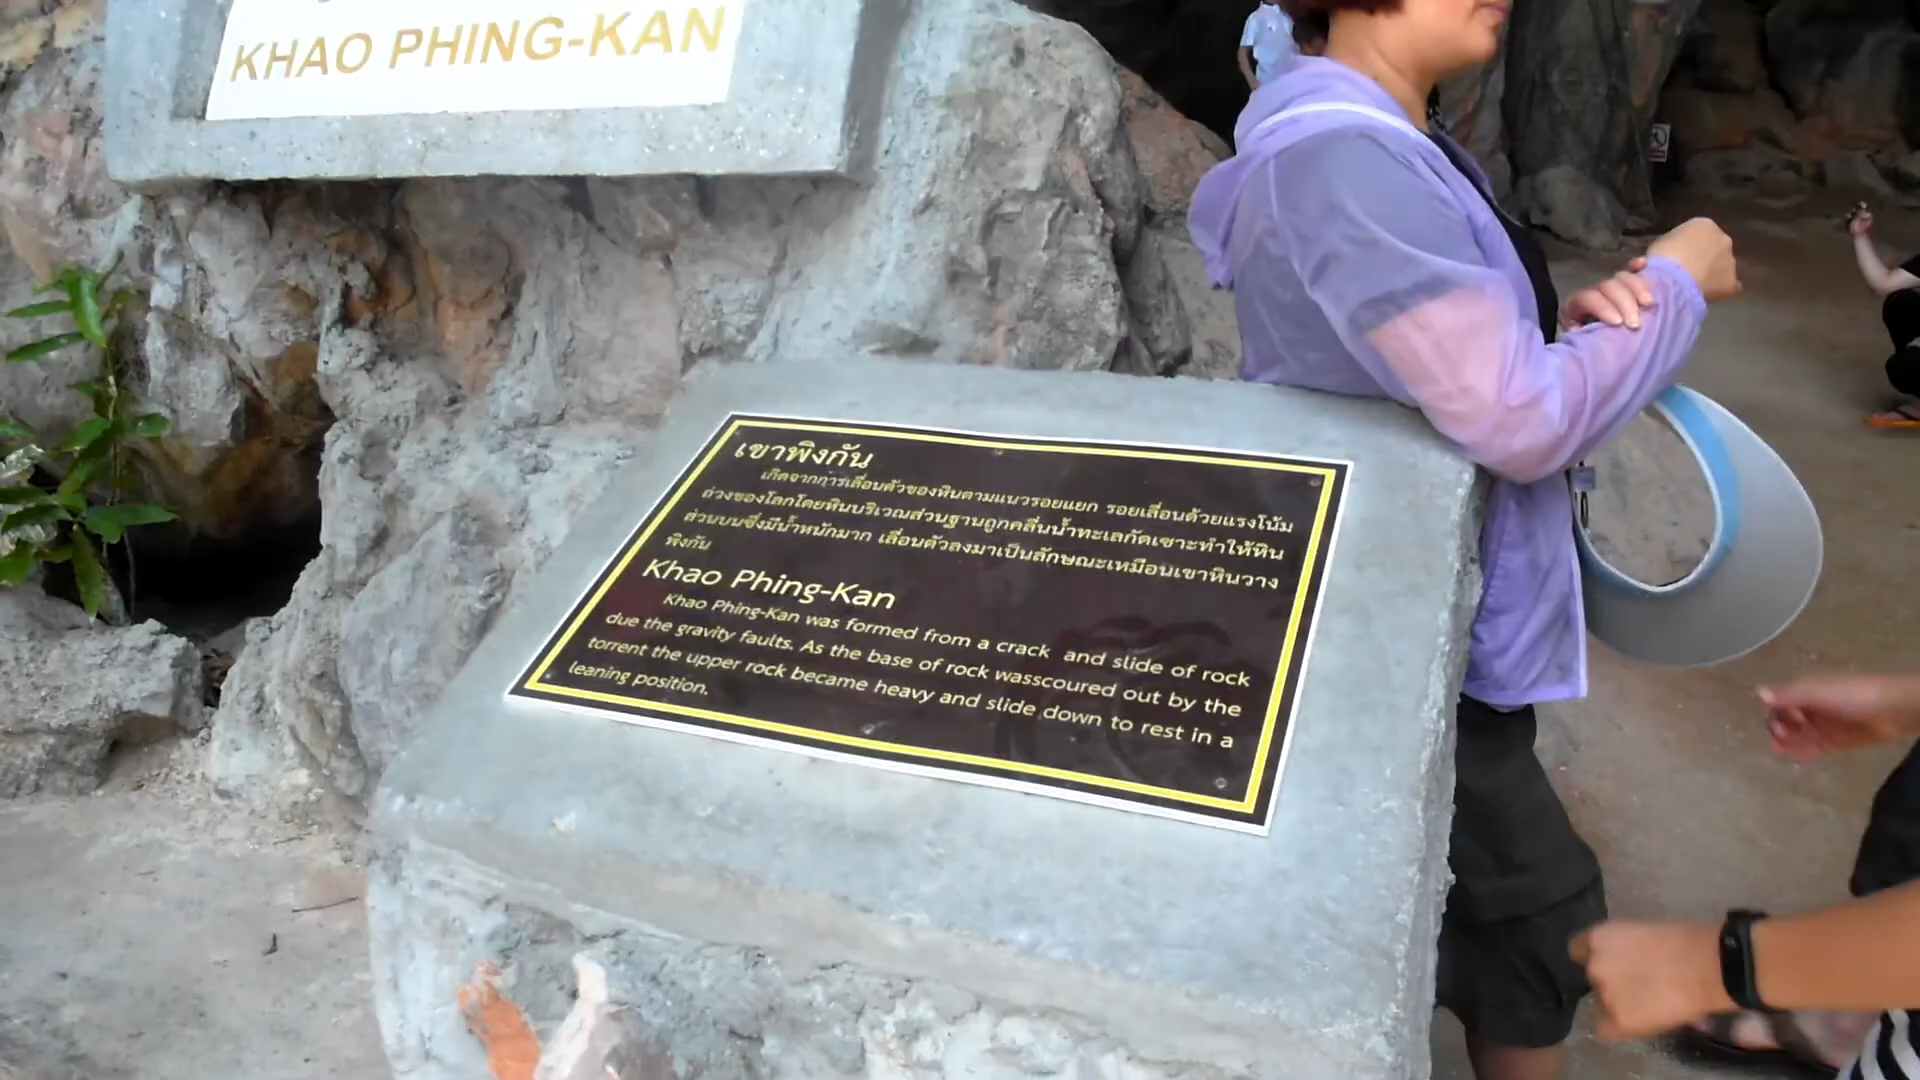 KHAO PHING-KAN
เขาพิงกัน
เกิดจากการเลื่อนตัวของหินตามแนวรอยแยก รอยเลื่อนด้วยแรงโน้ม
ถ่วงของโลกโดยหินบริเวณส่วนฐานถูกคลื่นน้ำทะเลกัดเซาะทำให้หิน
ส่วนบนซึ่งมีน้ำหนักมาก เลื่อนตัวลงมาเป็นลักษณะเหมือนเขาหินวาง
พิงกัน
Khao Phing-Kan
Khao Phing-Kan was formed from a crack and slide of rock
due the gravity faults. As the base of rock wasscoured out by the
torrent the upper rock became heavy and slide down to rest in a
leaning position.